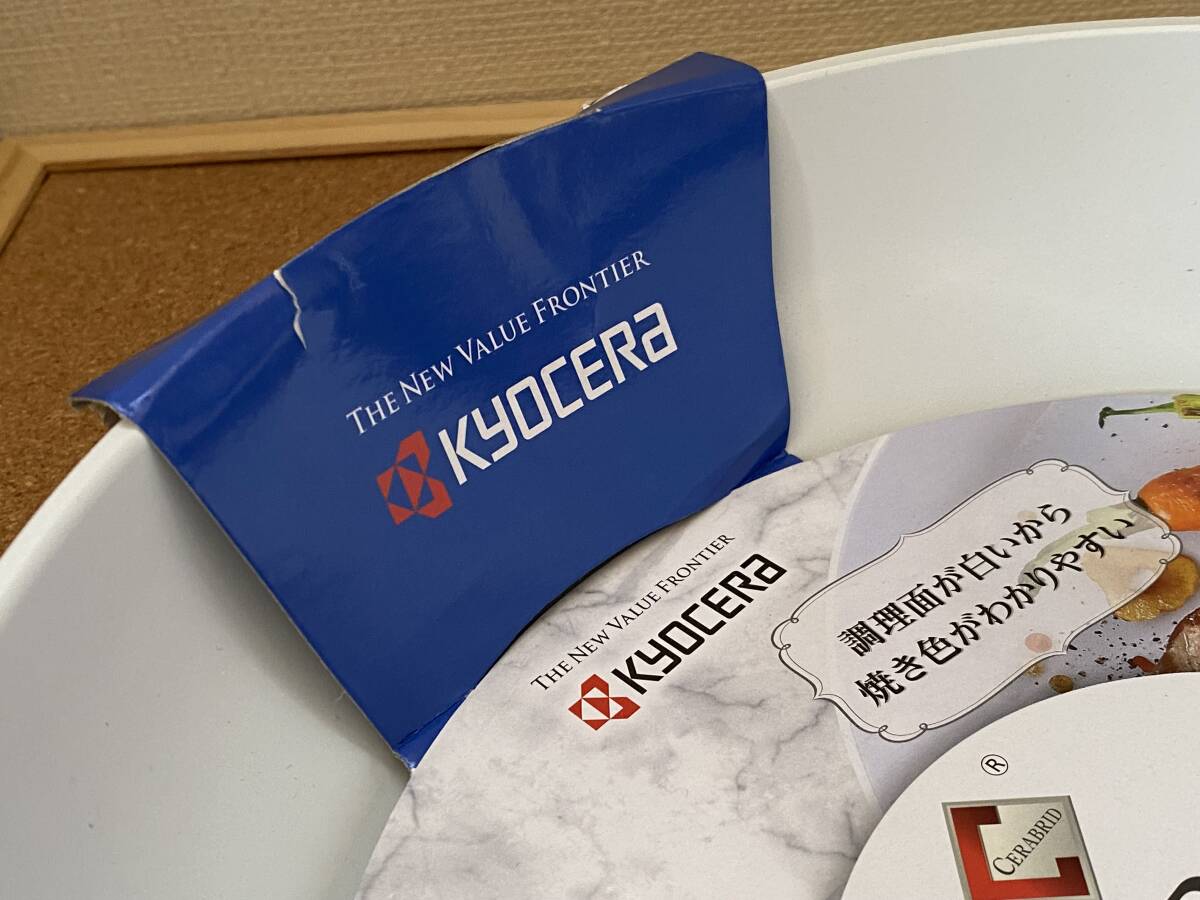 THE NEW VALUE FRONTIER
KYOCERA
THE NEW VALUE FRONTIER
KYOCERA
調理面が白いから
焼き色がわかりやすい
®
CERABRID